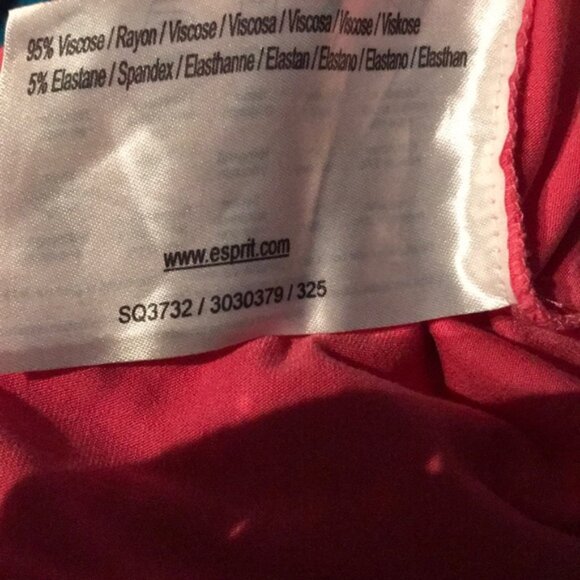 95% Viscose / Rayon / Viscose / Viscosa / Viscosa / Viscose / Viskose
5% Elastane / Spandex / Elasthanne / Elastan / Elastano / Elastano / Elasthan
www.esprit.com
SQ3732 / 3030379 / 325